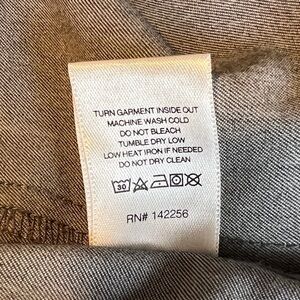 TURN GARMENT INSIDE OUT
MACHINE WASH COLD
DO NOT BLEACH
TUMBLE DRY LOW
LOW HEAT IRON IF NEEDED
DO NOT DRY CLEAN
30
RN# 142256